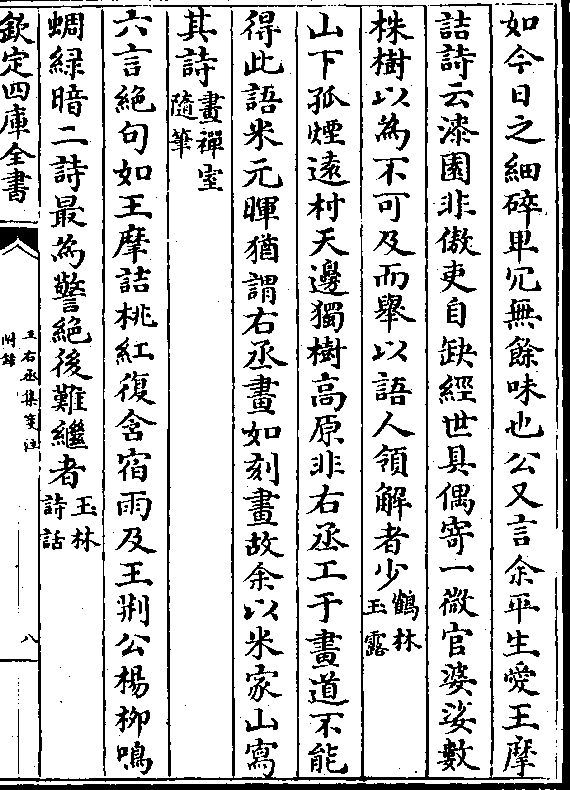 如今日之細碎卑冗無餘味也公又言余平生愛王摩
詰詩云漆園非傲吏自缺經世具偶寄一微官婆娑數
株樹以為不可及而舉以語人領解者少鶴林玉露
山下孤煙遠村天邊獨樹高原非右丞工于畫道不能
得此語米元暉猶謂右丞畫如刻畫故余以米家山寫
其詩畫禪室隨筆
六言絶句如王摩詰桃紅復含宿雨及王荆公楊柳鳴
蜩緑暗二詩最為警絶後難繼者玉林詩話
欽定四庫全書
王右丞集箋注
附錄
八